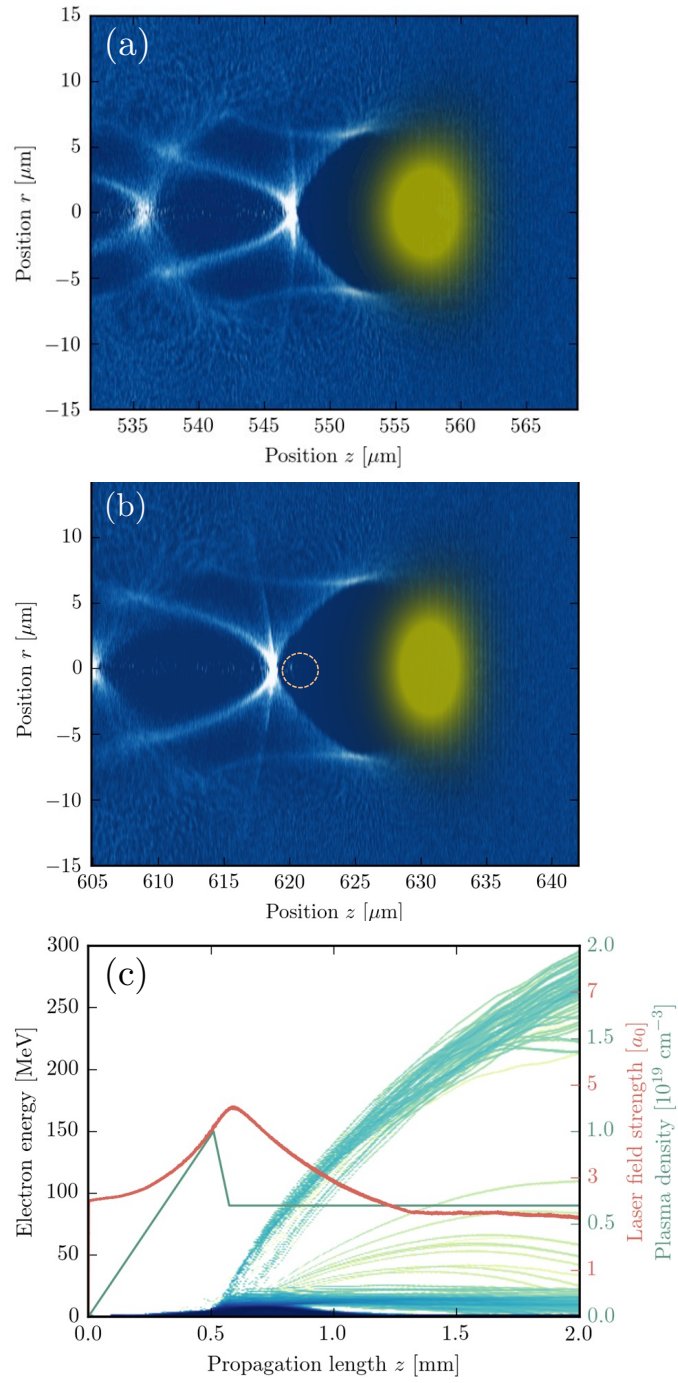 (a)
15
10
5
0
−5
−10
−15
Position r [μm]
535 540 545 550 555 560 565
Position z [μm]
(b)
10
5
0
−5
−10
−15
Position r [μm]
605 610 615 620 625 630 635 640
Position z [μm]
(c)
300
250
200
150
100
50
0
Electron energy [MeV]
0.0 0.5 1.0 1.5 2.0
Propagation length z [mm]
7
5
3
1
Laser field strength [a₀]
2.0
1.5
1.0
0.5
0.0
Plasma density [10¹⁹ cm⁻³]